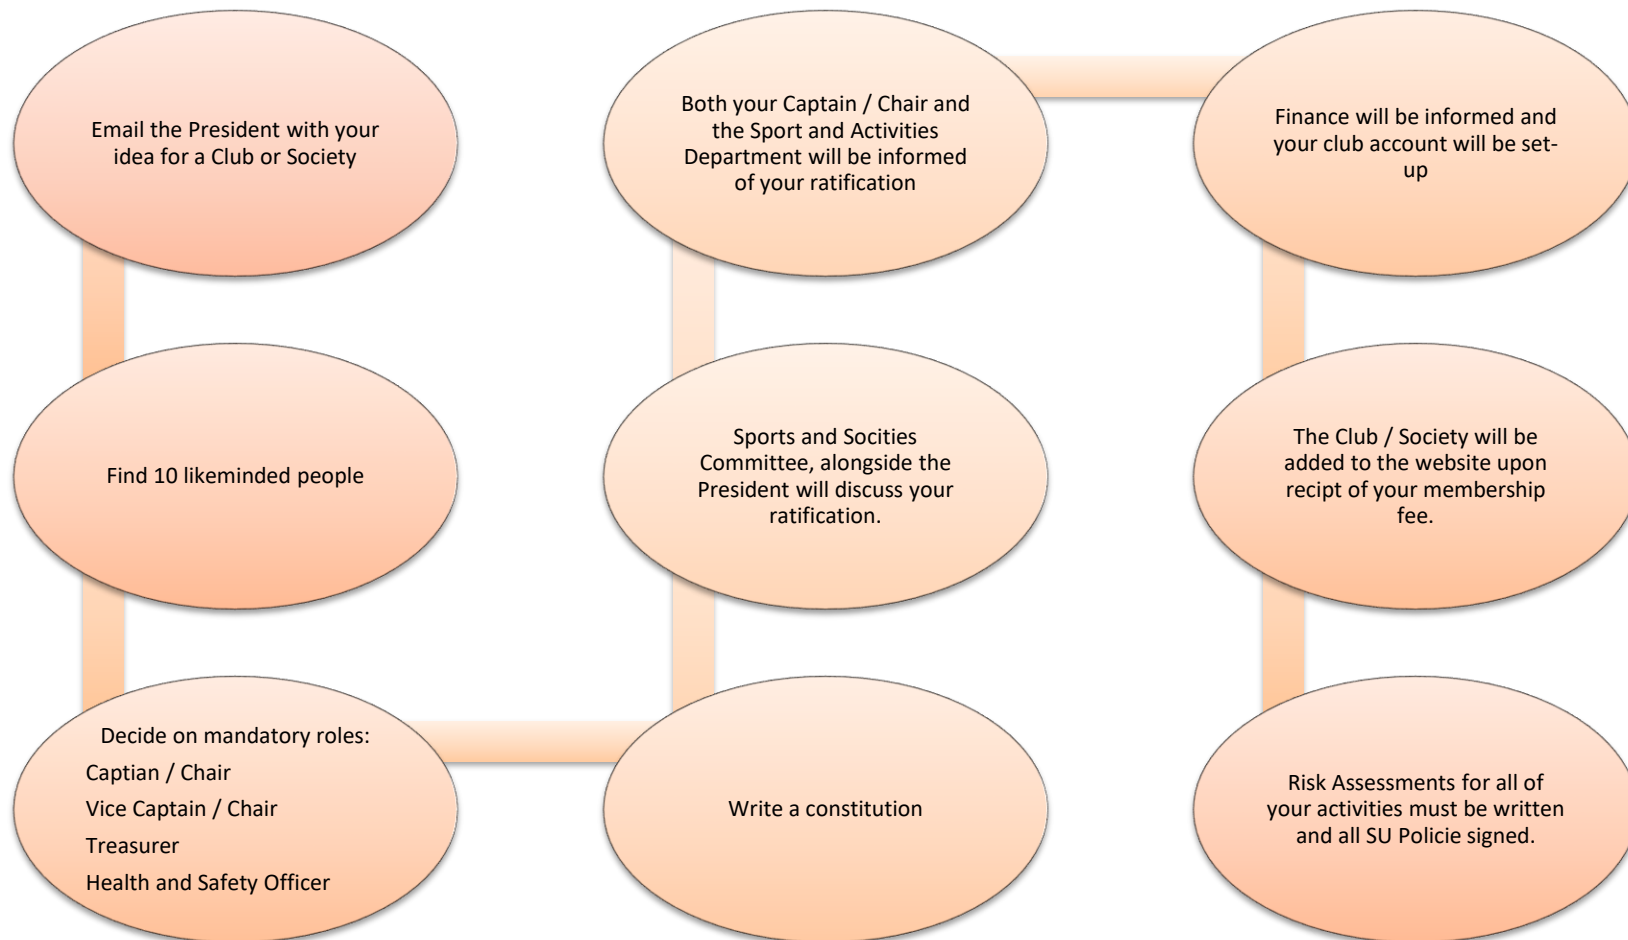 Email the President with your
idea for a Club or Society
Find 10 likeminded people
Decide on mandatory roles:
Captian / Chair
Vice Captain / Chair
Treasurer
Health and Safety Officer
Write a constitution
Sports and Socities
Committee, alongside the
President will discuss your
ratification.
Both your Captain / Chair and
the Sport and Activities
Department will be informed
of your ratification
Finance will be informed and
your club account will be set-
up
The Club / Society will be
added to the website upon
recipt of your membership
fee.
Risk Assessments for all of
your activities must be written
and all SU Policie signed.